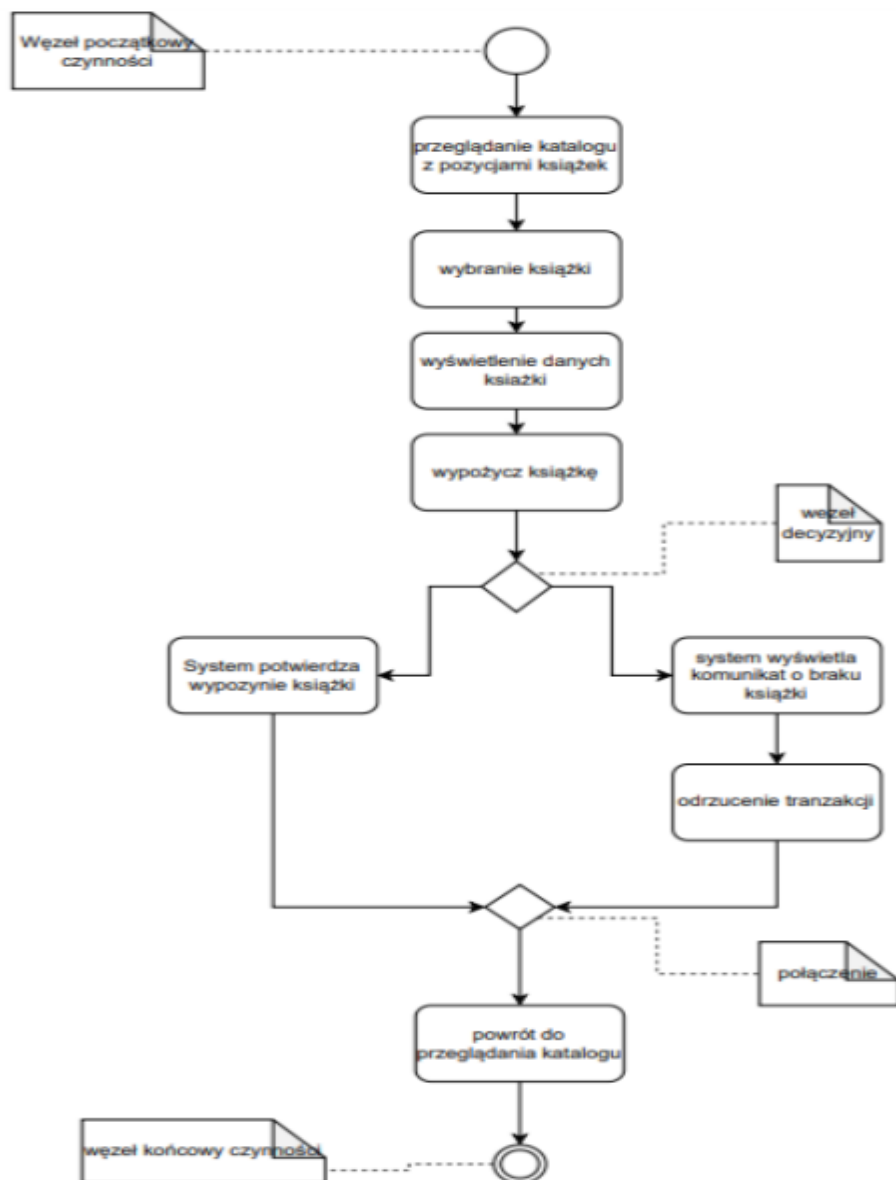 Węzeł początkowy
czynności
przeglądanie katalogu
z pozycjami książek
wybranie książki
wyświetlenie danych
ksiażki
wypożycz książkę
węzeł
decyzyjny
System potwierdza
wypozynie książki
system wyświetla
komunikat o braku
książki
odrzucenie tranzakcji
połączenie
powrót do
przeglądania katalogu
węzeł końcowy czynności